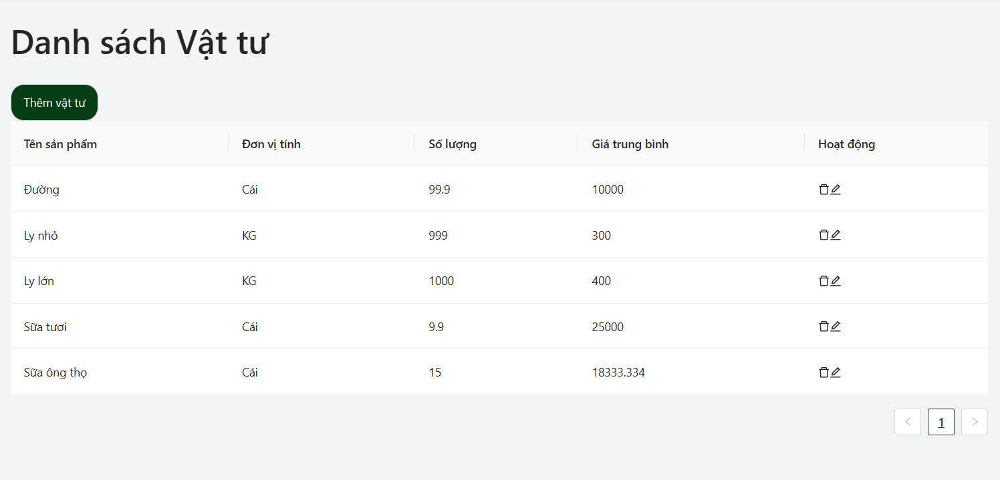 Danh sách Vật tư
Thêm vật tư
Tên sản phẩm Đơn vị tính Số lượng Giá trung bình Hoạt động
Đường Cái 99.9 10000
Ly nhỏ KG 999 300
Ly lớn KG 1000 400
Sữa tươi Cái 9.9 25000
Sữa ông thọ Cái 15 18333.334
1